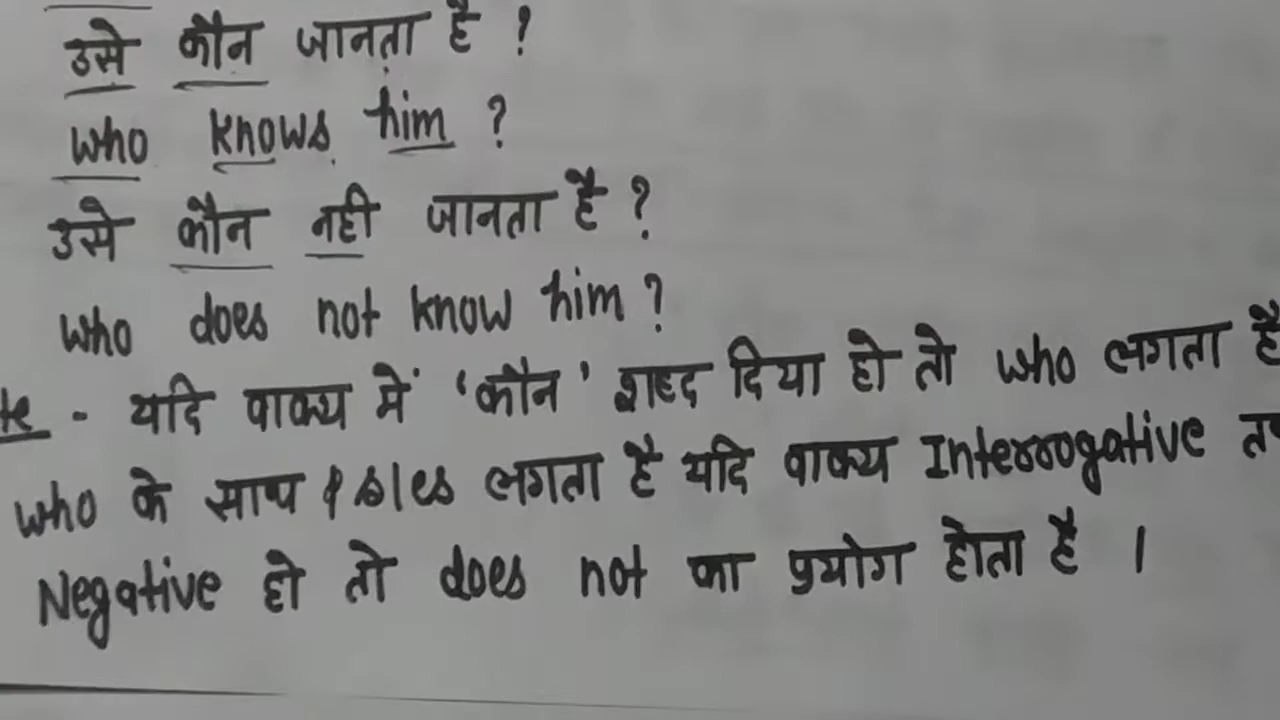 उसे कौन जानता है ?
who knows him ?
उसे कौन नही जानता है ?
who does not know him ?
यदि वाक्य में 'कौन' शब्द दिया हो तो who लगता है
who के साथ s/es लगता है यदि वाक्य Interrogative
Negative हो तो does not का प्रयोग होता है ।